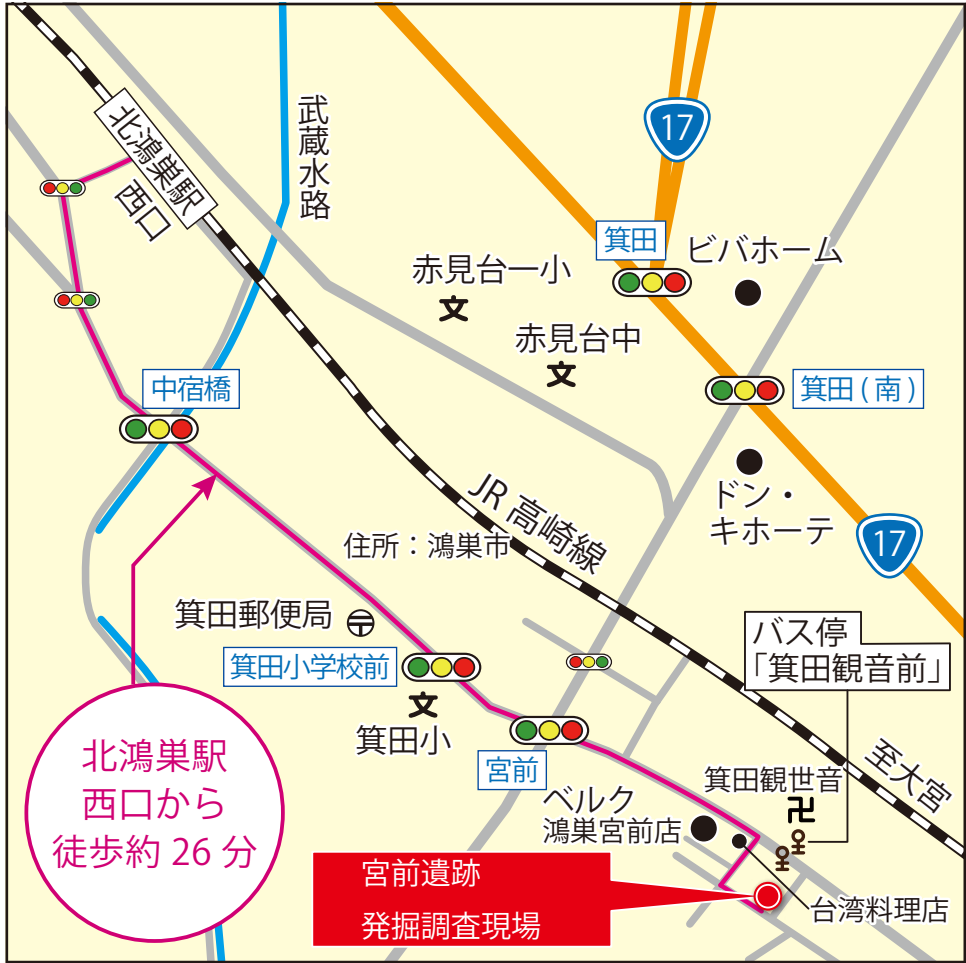 17
武蔵水路
北鴻巣駅
西口
箕田
ビバホーム
赤見台一小
文
赤見台中
文
中宿橋
箕田(南)
ドン・
キホーテ
JR 高崎線
17
住所：鴻巣市
箕田郵便局
〒
箕田小学校前
文
箕田小
バス停
「箕田観音前」
宮前
至大宮
箕田観世音
卍
ベルク
鴻巣宮前店
北鴻巣駅
西口から
徒歩約 26 分
宮前遺跡
発掘調査現場
台湾料理店